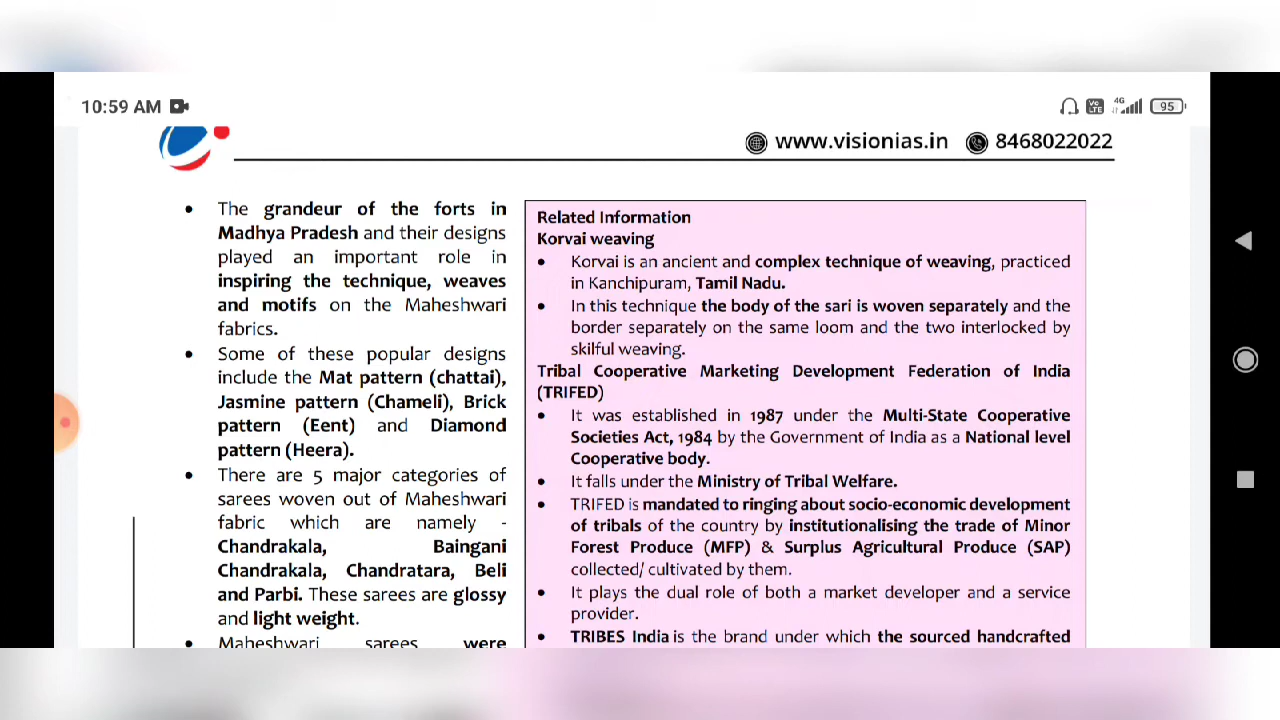 10:59 AM
4G
Vo
LTE
95
www.visionias.in 8468022022
• The grandeur of the forts in
Madhya Pradesh and their designs
played an important role in
inspiring the technique, weaves
and motifs on the Maheshwari
fabrics.
• Some of these popular designs
include the Mat pattern (chattai),
Jasmine pattern (Chameli), Brick
pattern (Eent) and Diamond
pattern (Heera).
• There are 5 major categories of
sarees woven out of Maheshwari
fabric which are namely -
Chandrakala, Baingani
Chandrakala, Chandratara, Beli
and Parbi. These sarees are glossy
and light weight.
• Maheshwari sarees were
Related Information
Korvai weaving
• Korvai is an ancient and complex technique of weaving, practiced
in Kanchipuram, Tamil Nadu.
• In this technique the body of the sari is woven separately and the
border separately on the same loom and the two interlocked by
skilful weaving.
Tribal Cooperative Marketing Development Federation of India
(TRIFED)
• It was established in 1987 under the Multi-State Cooperative
Societies Act, 1984 by the Government of India as a National level
Cooperative body.
• It falls under the Ministry of Tribal Welfare.
• TRIFED is mandated to ringing about socio-economic development
of tribals of the country by institutionalising the trade of Minor
Forest Produce (MFP) & Surplus Agricultural Produce (SAP)
collected/ cultivated by them.
• It plays the dual role of both a market developer and a service
provider.
• TRIBES India is the brand under which the sourced handcrafted